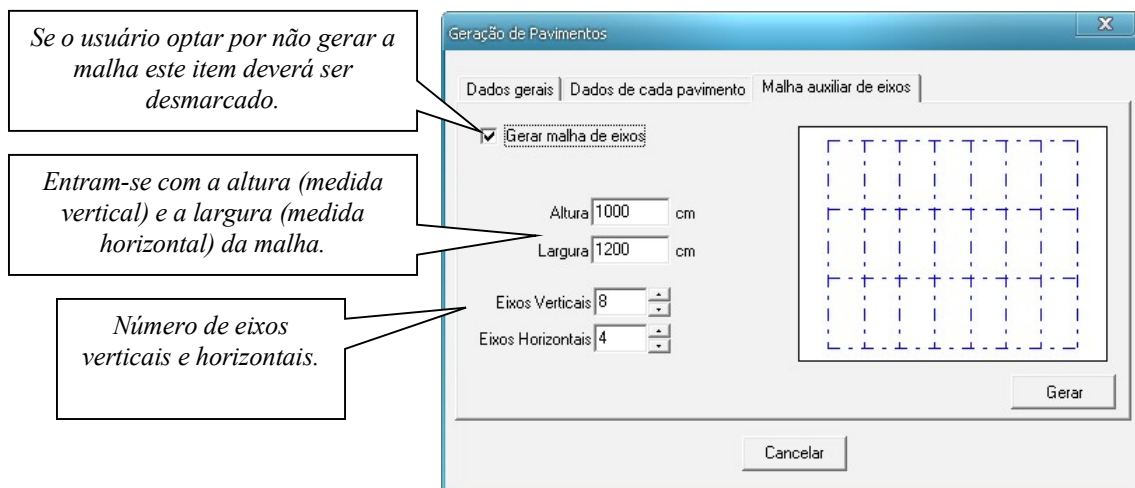 Se o usuário optar por não gerar a
malha este item deverá ser
desmarcado.
Entram-se com a altura (medida
vertical) e a largura (medida
horizontal) da malha.
Número de eixos
verticais e horizontais.
Geração de Pavimentos
Dados gerais Dados de cada pavimento Malha auxiliar de eixos
Gerar malha de eixos
Altura 1000 cm
Largura 1200 cm
Eixos Verticais 8
Eixos Horizontais 4
Gerar
Cancelar